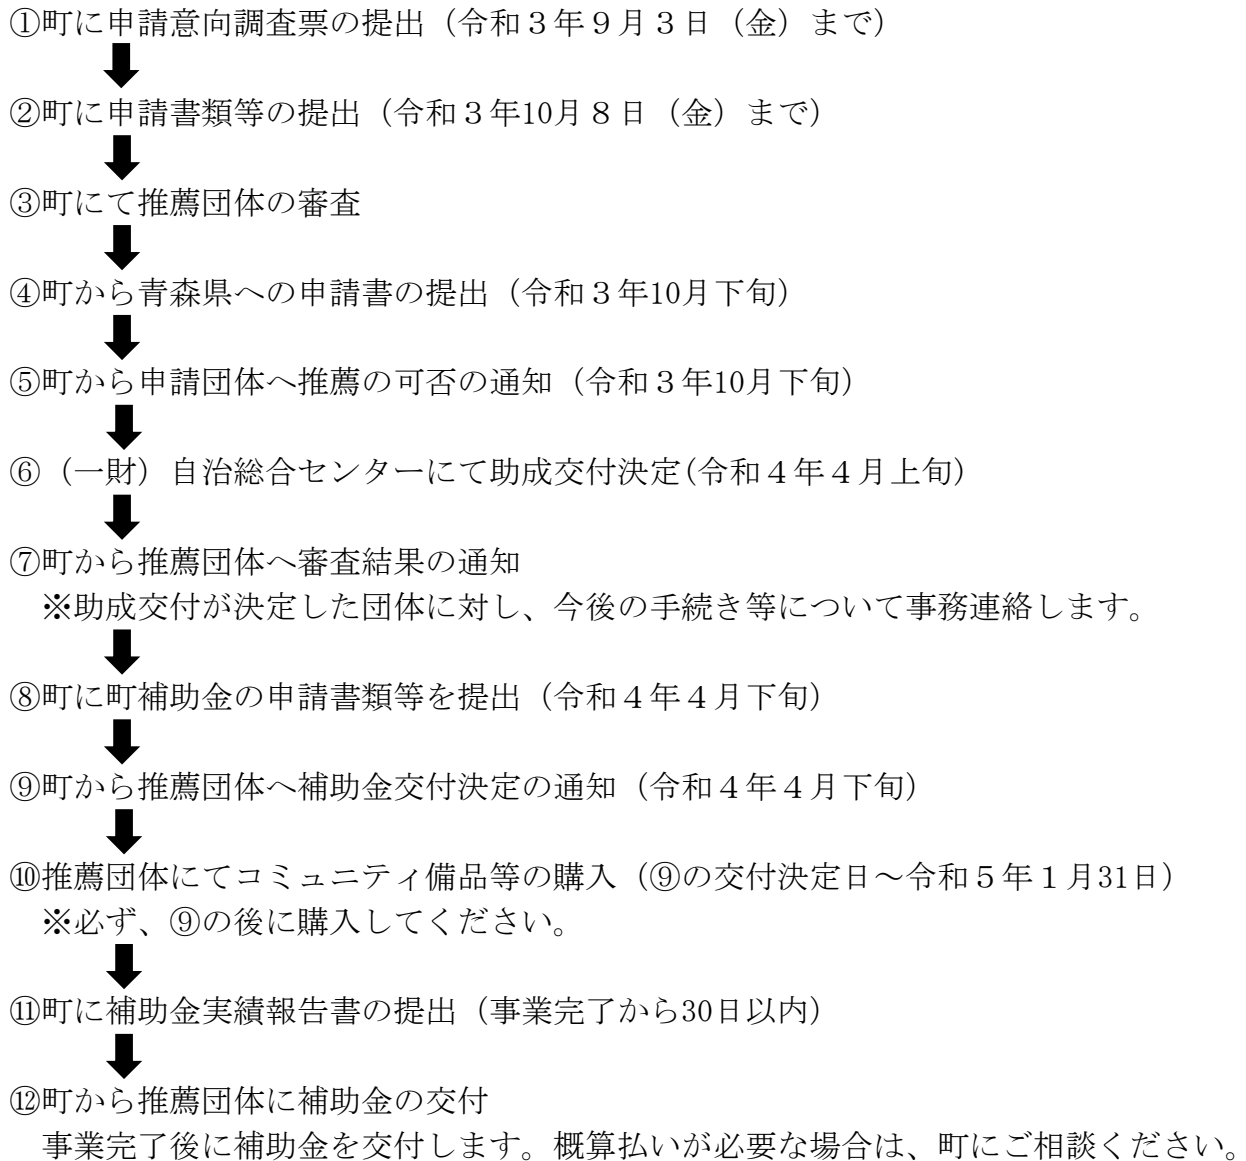 ①町に申請意向調査票の提出（令和３年９月３日（金）まで）
②町に申請書類等の提出（令和３年10月８日（金）まで）
③町にて推薦団体の審査
④町から青森県への申請書の提出（令和３年10月下旬）
⑤町から申請団体へ推薦の可否の通知（令和３年10月下旬）
⑥（一財）自治総合センターにて助成交付決定(令和４年４月上旬）
⑦町から推薦団体へ審査結果の通知
※助成交付が決定した団体に対し、今後の手続き等について事務連絡します。
⑧町に町補助金の申請書類等を提出（令和４年４月下旬）
⑨町から推薦団体へ補助金交付決定の通知（令和４年４月下旬）
⑩推薦団体にてコミュニティ備品等の購入（⑨の交付決定日～令和５年１月31日）
※必ず、⑨の後に購入してください。
⑪町に補助金実績報告書の提出（事業完了から30日以内）
⑫町から推薦団体に補助金の交付
事業完了後に補助金を交付します。概算払いが必要な場合は、町にご相談ください。